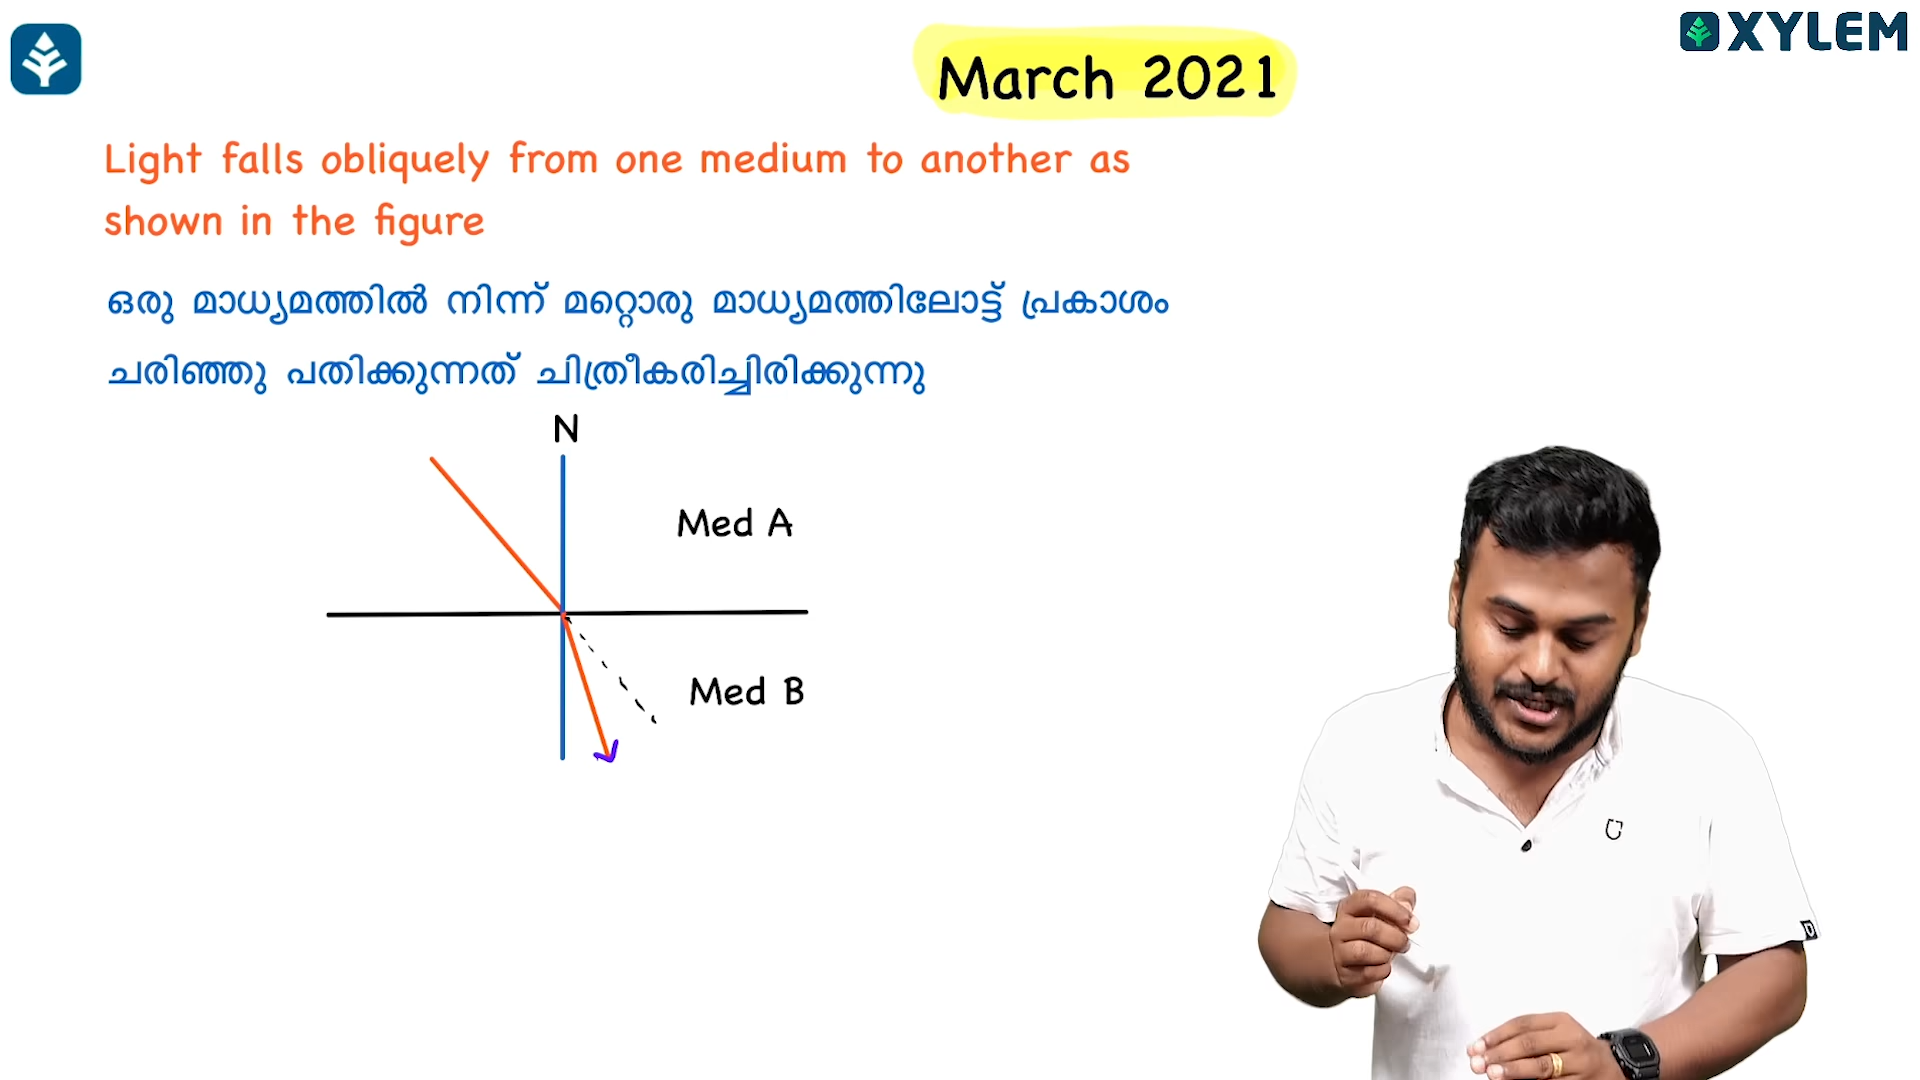 XYLEM
March 2021
Light falls obliquely from one medium to another as
shown in the figure
ഒരു മാധ്യമത്തിൽ നിന്ന് മറ്റൊരു മാധ്യമത്തിലോട്ട് പ്രകാശം
ചരിഞ്ഞു പതിക്കുന്നത് ചിത്രീകരിച്ചിരിക്കുന്നു
N
Med A
Med B